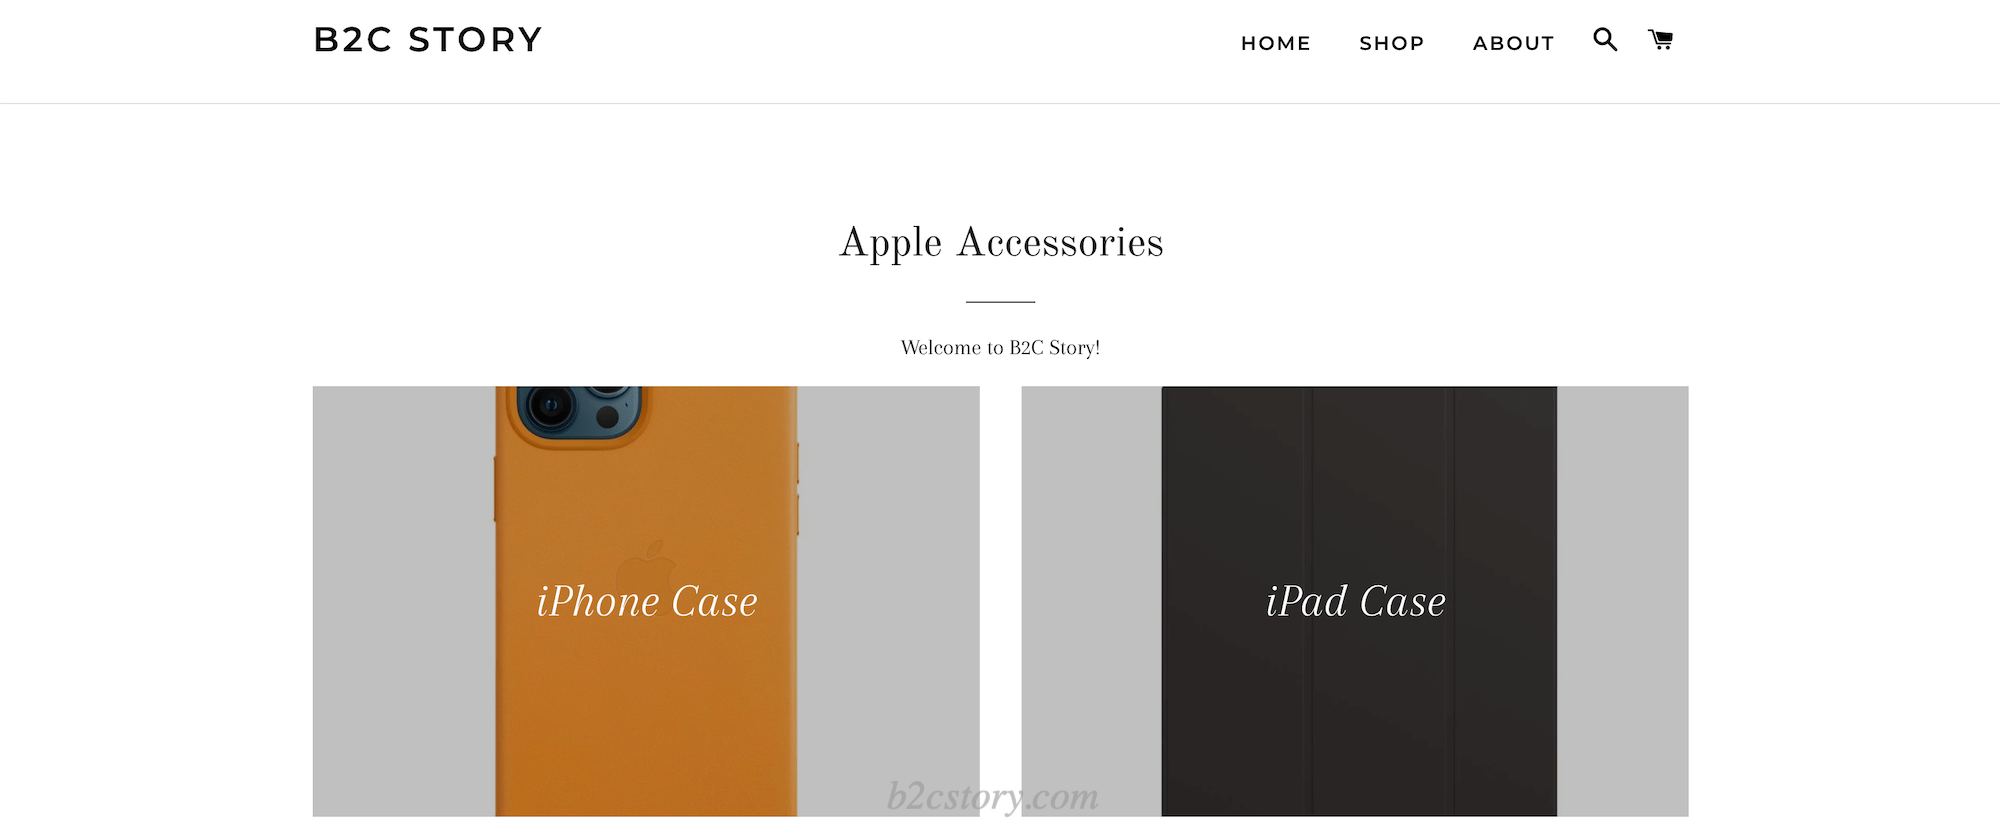 B2C STORY
HOME SHOP ABOUT
Apple Accessories
Welcome to B2C Story!
iPhone Case
iPad Case
b2cstory.com